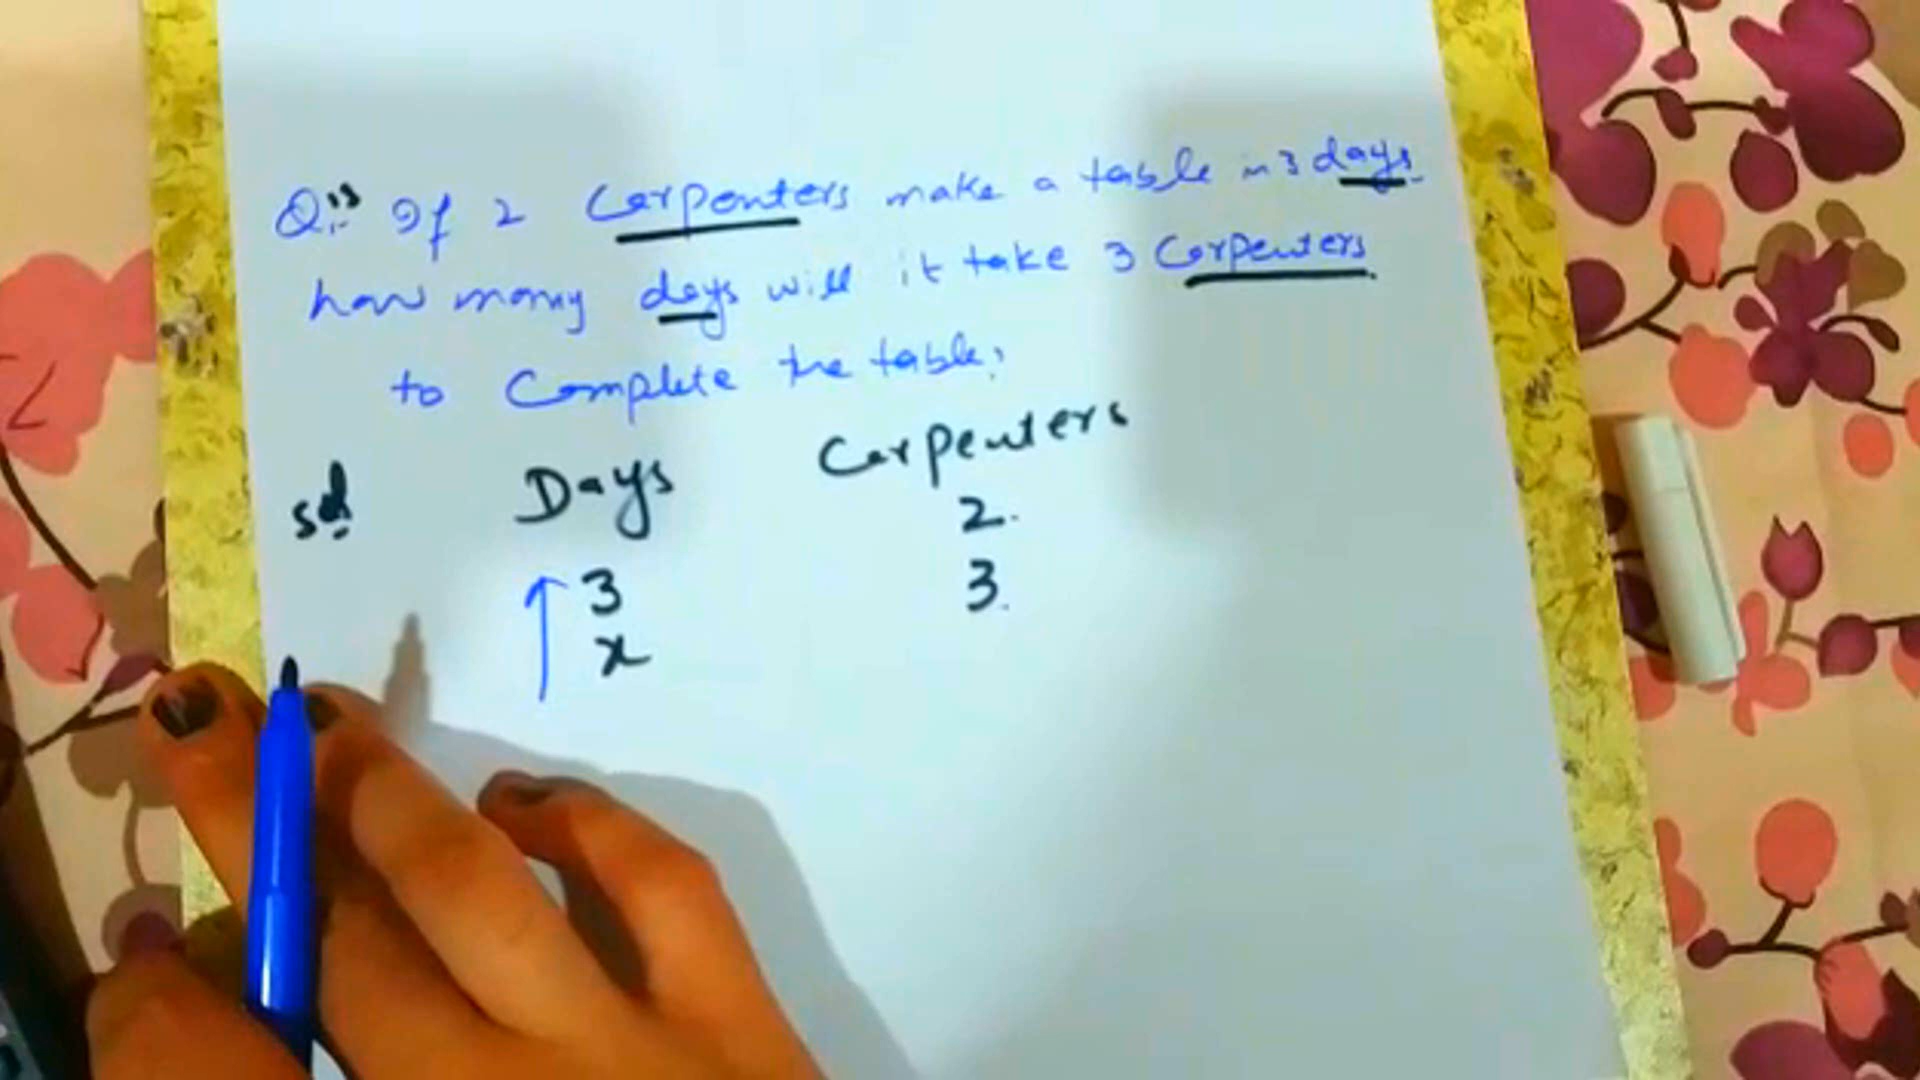 Q:1) If 2 Carpenters make a table in 3 days.
how many days will it take 3 Carpenters
to Complete the table?
sol Days Carpenters
3 2.
x 3.